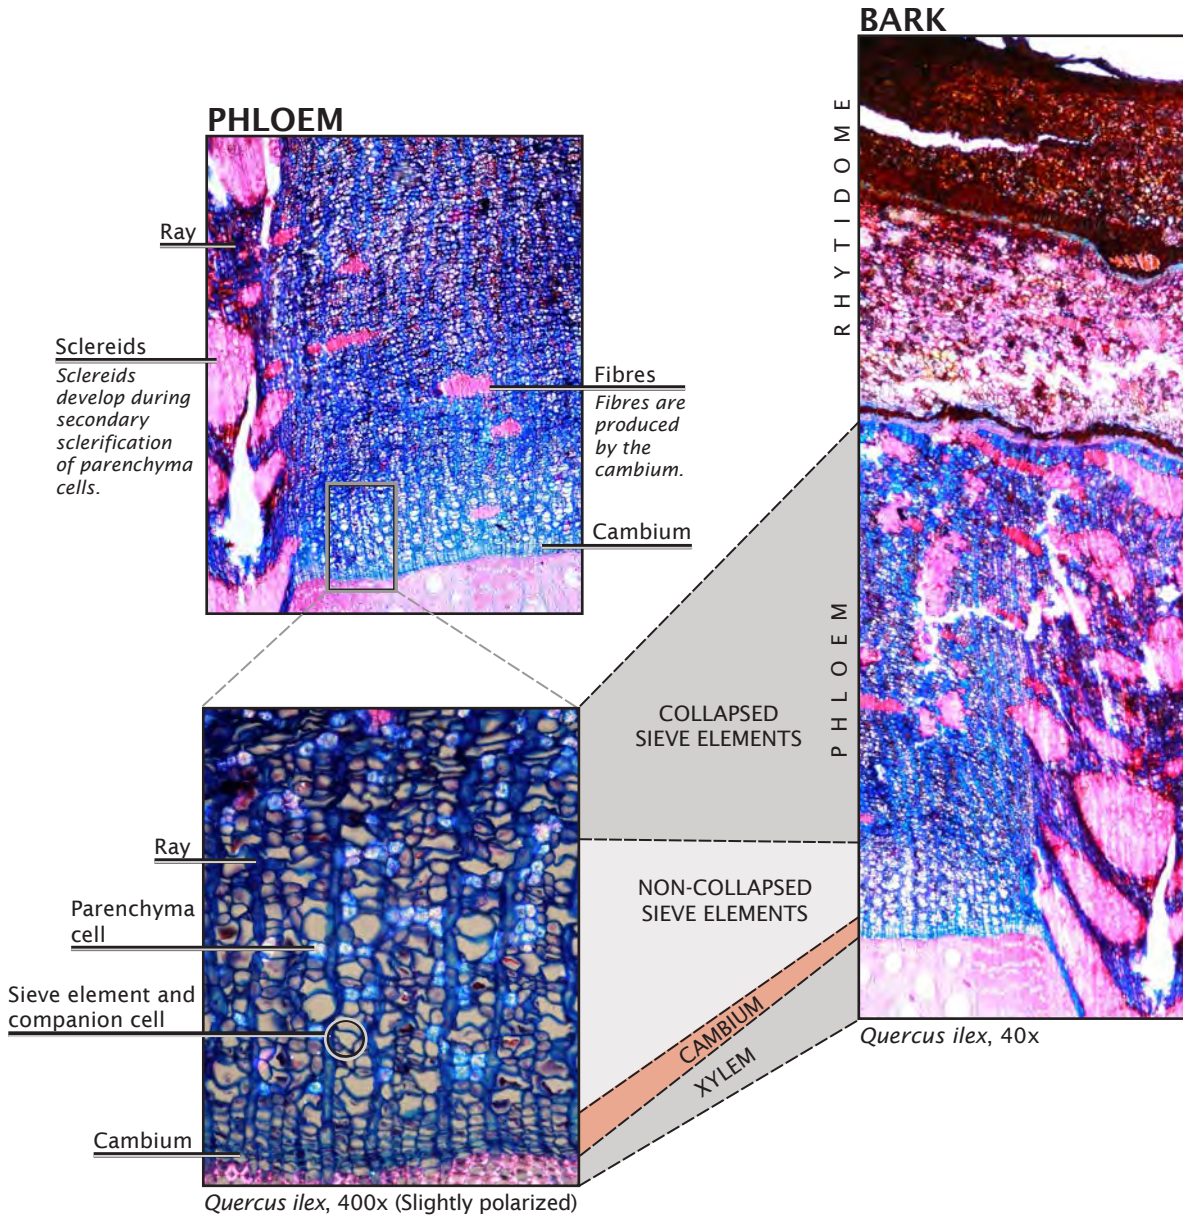 BARK
PHLOEM
RHYTIDOME
Ray
Sclereids
Sclereids
develop during
secondary
sclerification
of parenchyma
cells.
Fibres
Fibres are
produced
by the
cambium.
Cambium
PHLOEM
COLLAPSED
SIEVE ELEMENTS
Ray
NON-COLLAPSED
SIEVE ELEMENTS
Parenchyma
cell
Sieve element and
companion cell
CAMBIUM
XYLEM
Quercus ilex, 40x
Cambium
Quercus ilex, 400x (Slightly polarized)